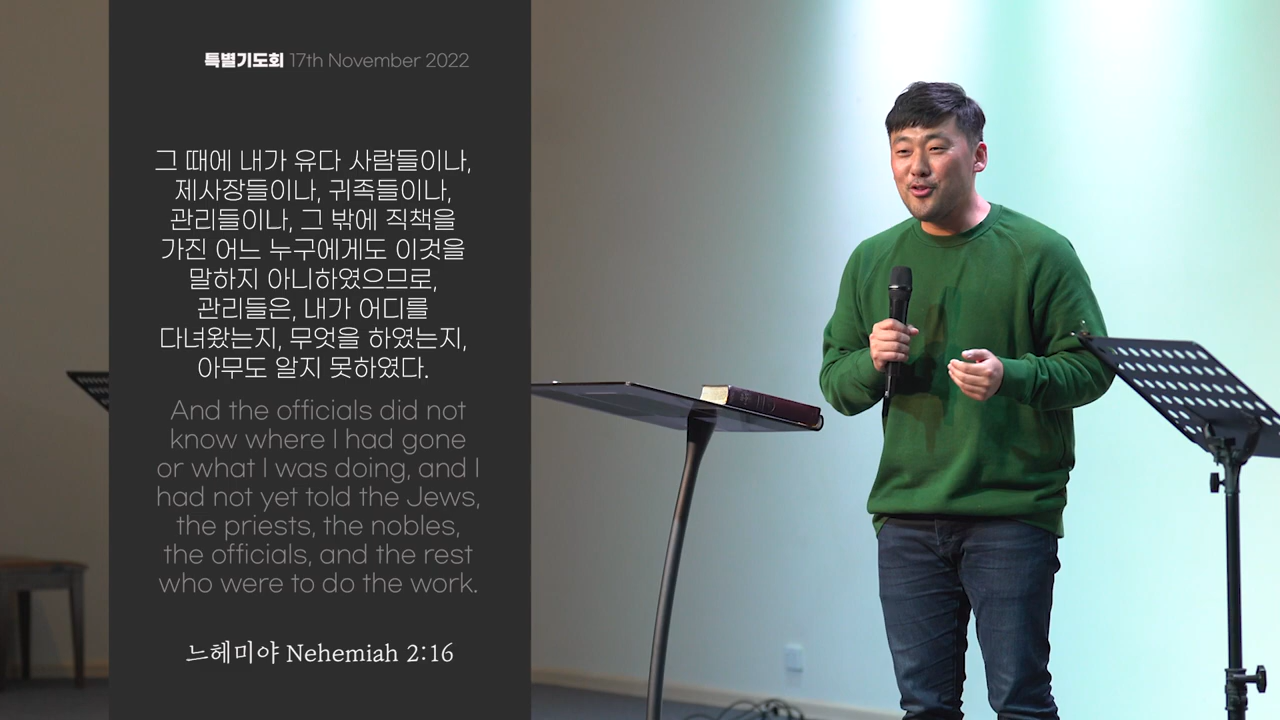 특별기도회 17th November 2022
그 때에 내가 유다 사람들이나,
제사장들이나, 귀족들이나,
관리들이나, 그 밖에 직책을
가진 어느 누구에게도 이것을
말하지 아니하였으므로,
관리들은, 내가 어디를
다녀왔는지, 무엇을 하였는지,
아무도 알지 못하였다.
And the officials did not
know where I had gone
or what I was doing, and I
had not yet told the Jews,
the priests, the nobles,
the officials, and the rest
who were to do the work.
느헤미야 Nehemiah 2:16